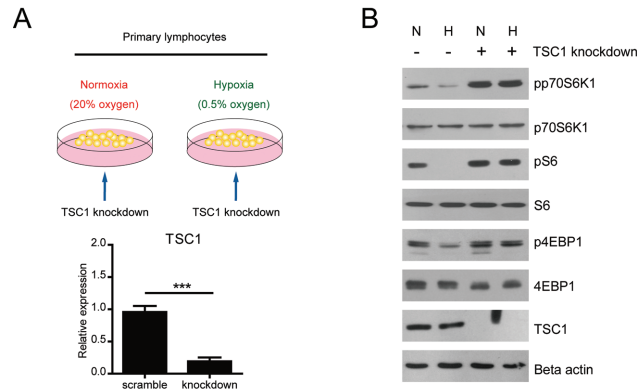 A
Primary lymphocytes
Normoxia
(20% oxygen)
Hypoxia
(0.5% oxygen)
TSC1 knockdown
TSC1 knockdown
TSC1
Relative expression
2.0
1.5
1.0
0.5
0.0
***
scramble
knockdown
B
N H N H
- - + + TSC1 knockdown
pp70S6K1
p70S6K1
pS6
S6
p4EBP1
4EBP1
TSC1
Beta actin